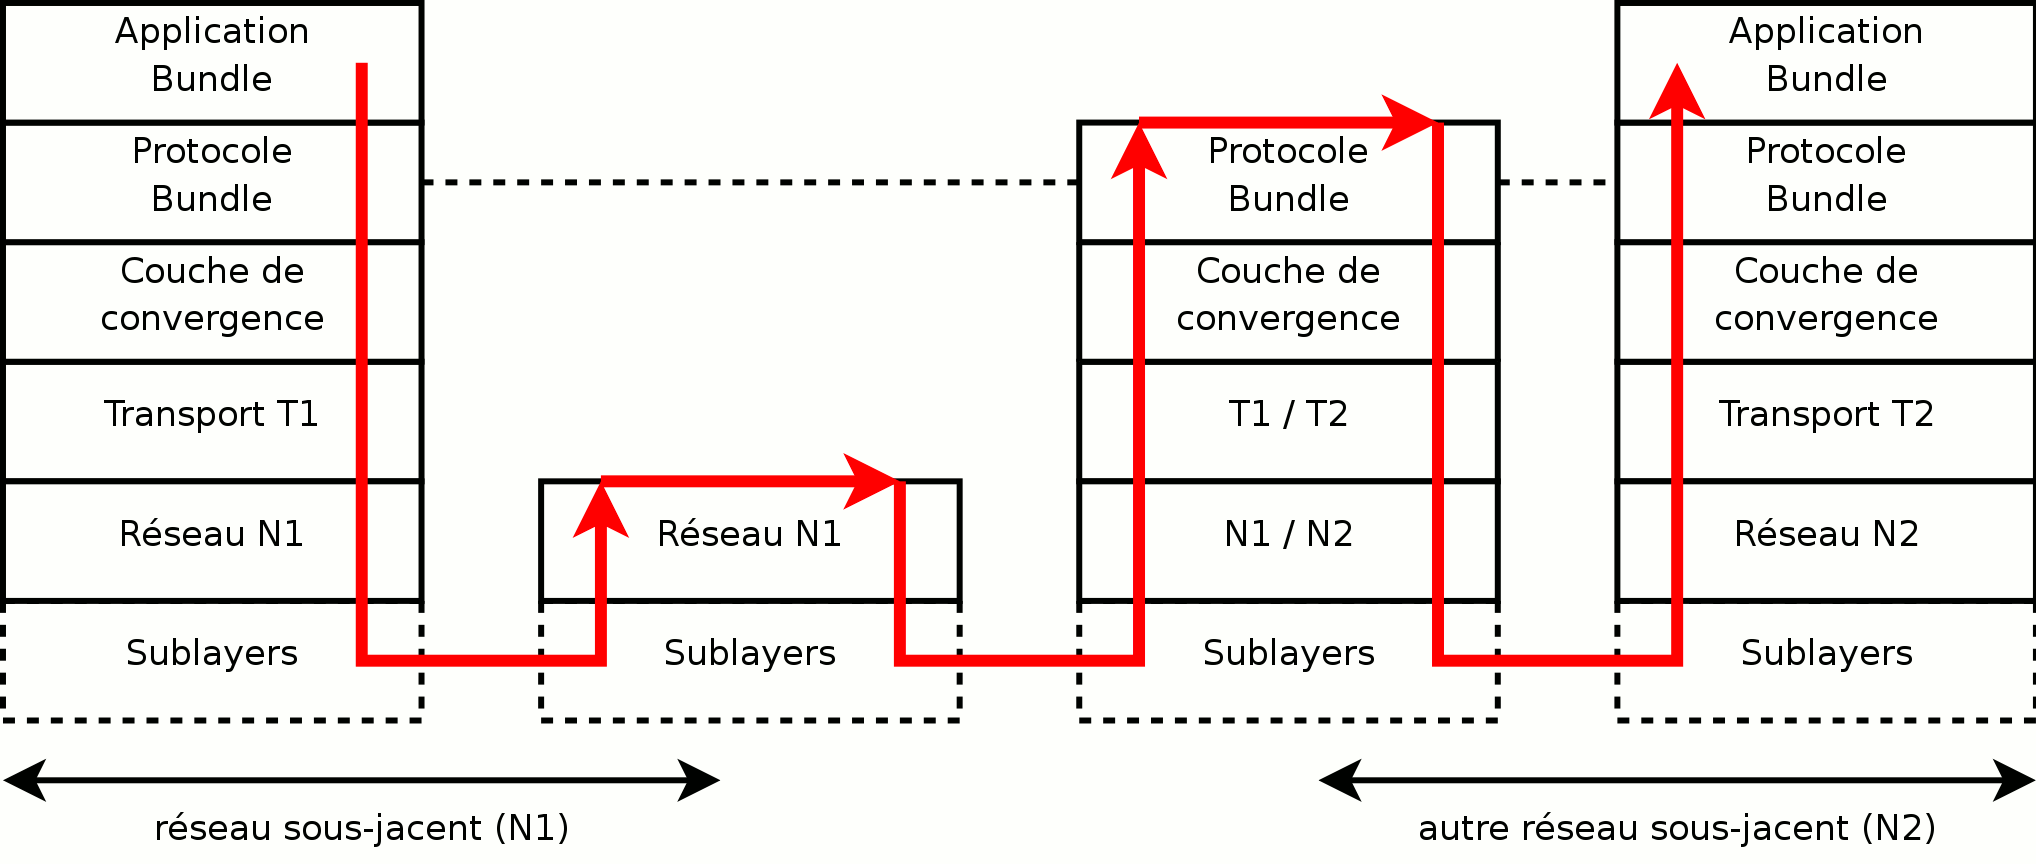 Application
Bundle
Protocole
Bundle
Couche de
convergence
Transport T1
Réseau N1
Sublayers
Réseau N1
Sublayers
Protocole
Bundle
Couche de
convergence
T1 / T2
N1 / N2
Sublayers
Application
Bundle
Protocole
Bundle
Couche de
convergence
Transport T2
Réseau N2
Sublayers
réseau sous-jacent (N1)
autre réseau sous-jacent (N2)